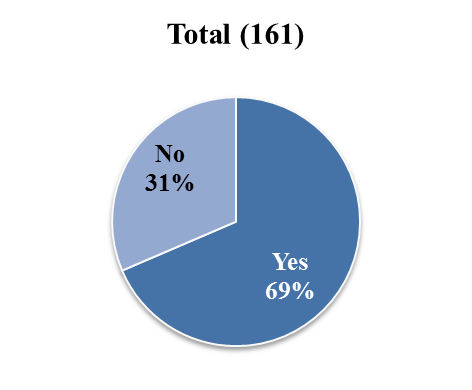 Total (161)
No
31%
Yes
69%